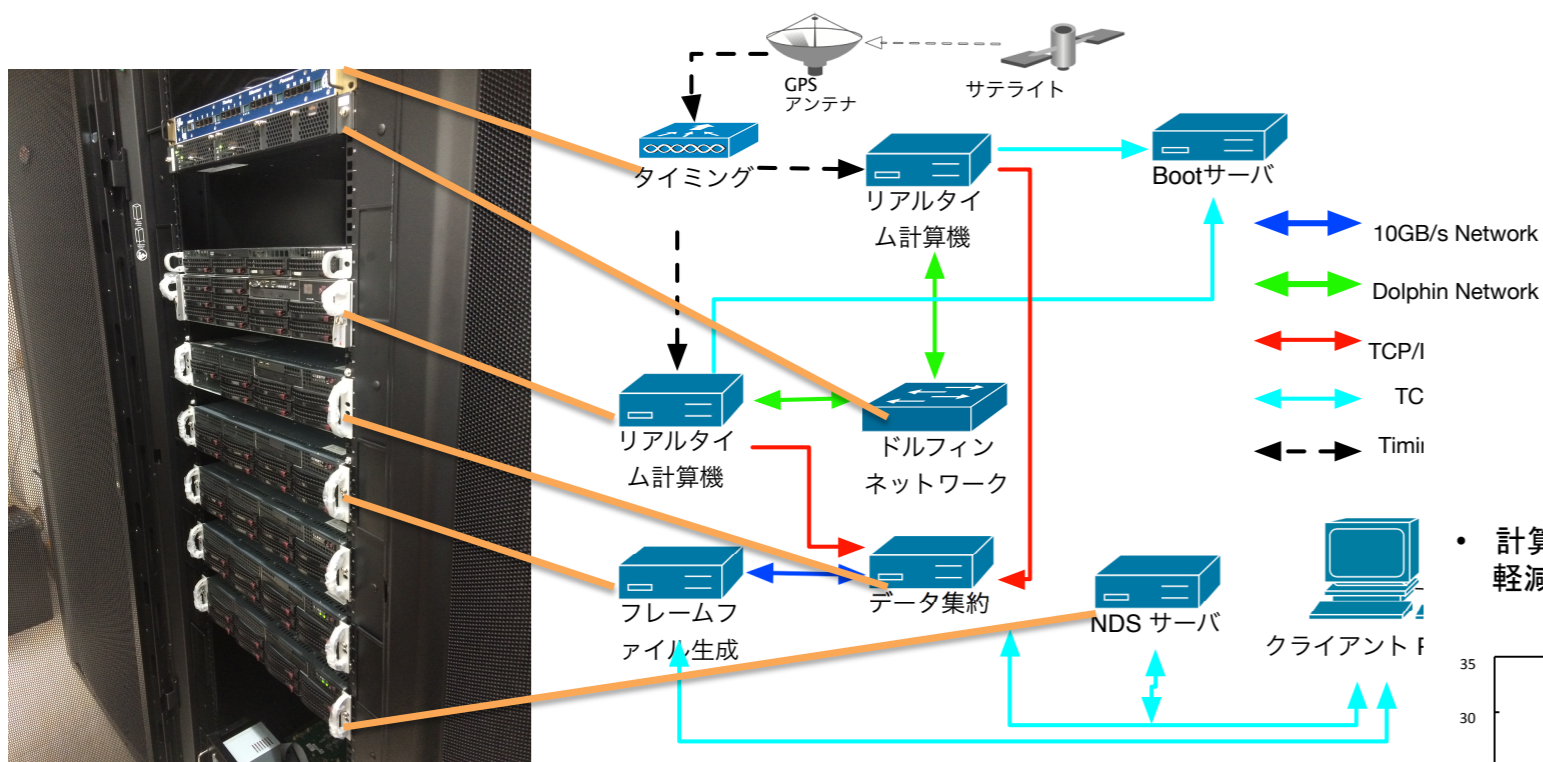 GPS
アンテナ
サテライト
タイミング
リアルタイ
ム計算機
Bootサーバ
10GB/s Network
Dolphin Network
TCP/I
TC
Timin
リアルタイ
ム計算機
ドルフィン
ネットワーク
フレームフ
ァイル生成
データ集約
NDS サーバ
クライアント
• 計算
軽減
35
30